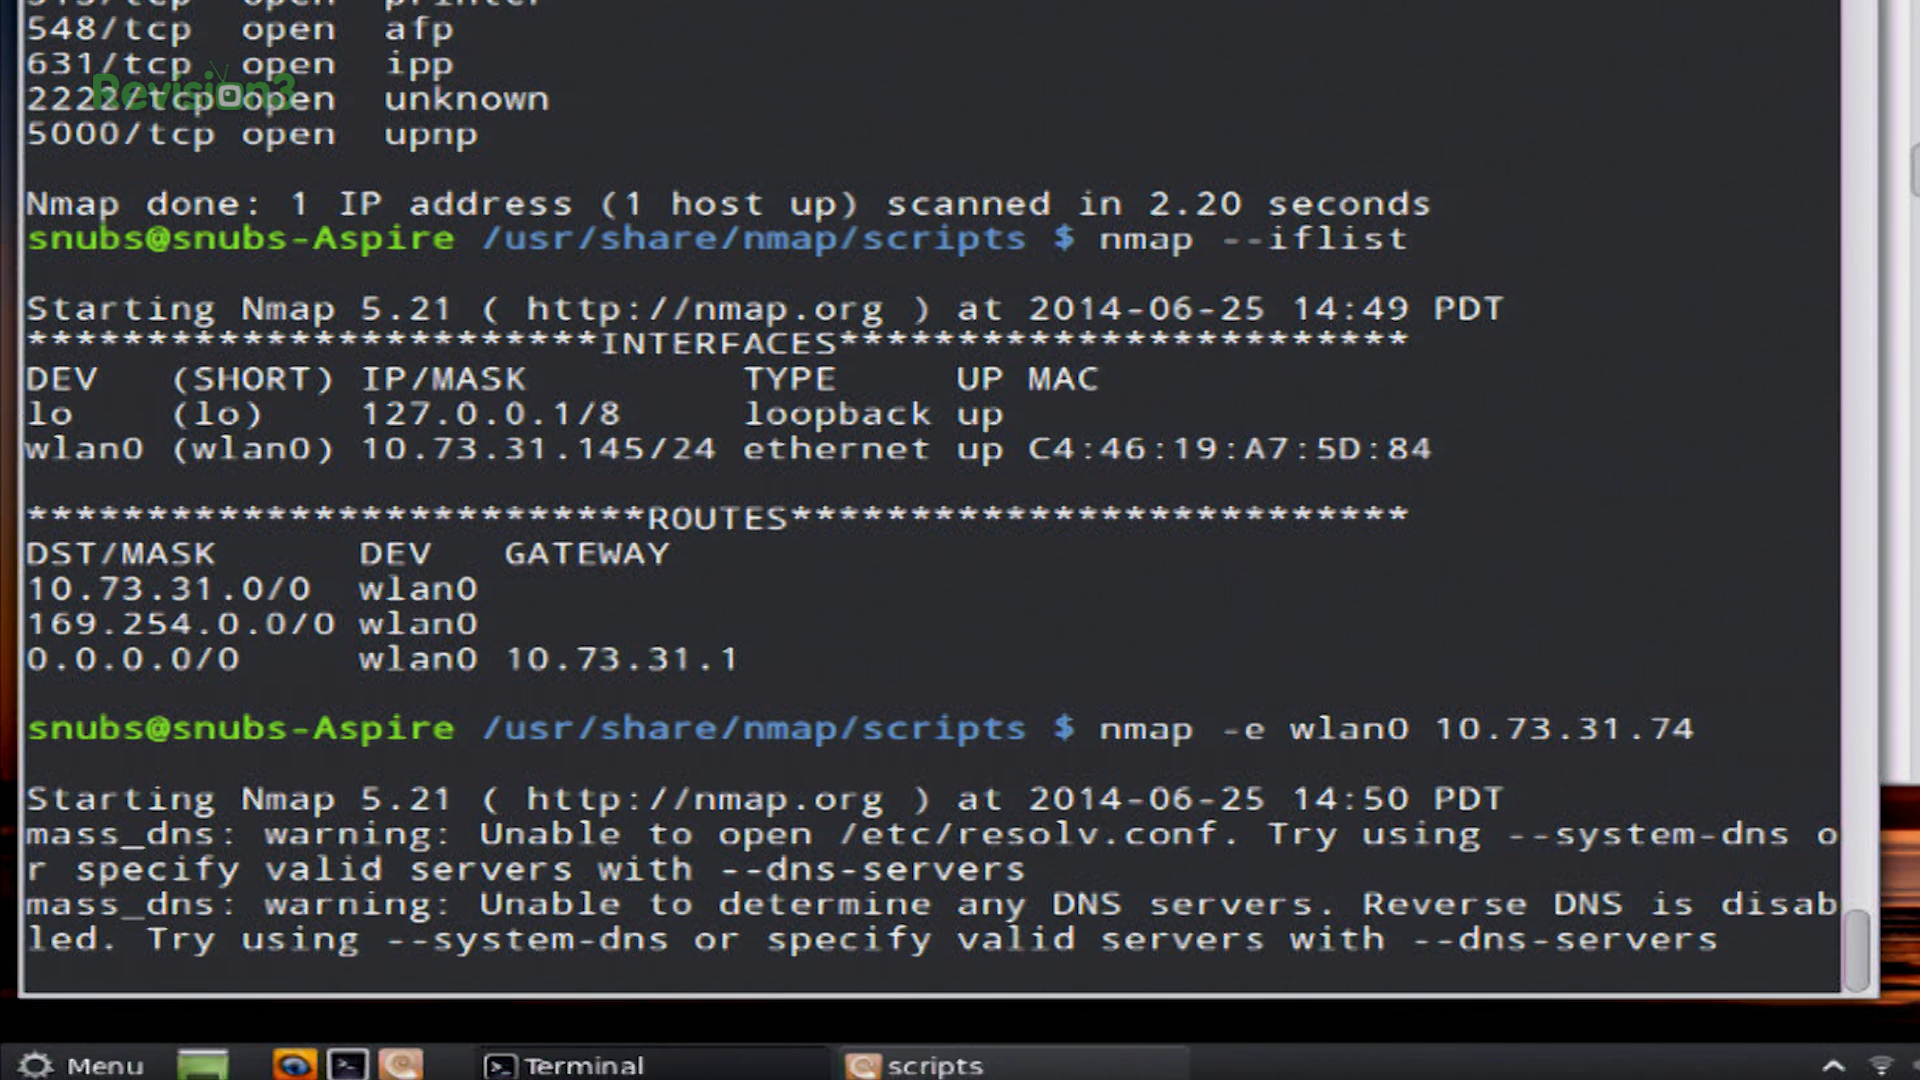 515/tcp open printer
548/tcp open afp
631/tcp open ipp
Revision3
2222/tcp open unknown
5000/tcp open upnp
Nmap done: 1 IP address (1 host up) scanned in 2.20 seconds
snubs@snubs-Aspire /usr/share/nmap/scripts $ nmap --iflist
Starting Nmap 5.21 ( http://nmap.org ) at 2014-06-25 14:49 PDT
************************INTERFACES************************
DEV (SHORT) IP/MASK TYPE UP MAC
lo (lo) 127.0.0.1/8 loopback up
wlan0 (wlan0) 10.73.31.145/24 ethernet up C4:46:19:A7:5D:84
**************************ROUTES**************************
DST/MASK DEV GATEWAY
10.73.31.0/0 wlan0
169.254.0.0/0 wlan0
0.0.0.0/0 wlan0 10.73.31.1
snubs@snubs-Aspire /usr/share/nmap/scripts $ nmap -e wlan0 10.73.31.74
Starting Nmap 5.21 ( http://nmap.org ) at 2014-06-25 14:50 PDT
mass_dns: warning: Unable to open /etc/resolv.conf. Try using --system-dns o
r specify valid servers with --dns-servers
mass_dns: warning: Unable to determine any DNS servers. Reverse DNS is disab
led. Try using --system-dns or specify valid servers with --dns-servers
Menu Terminal scripts